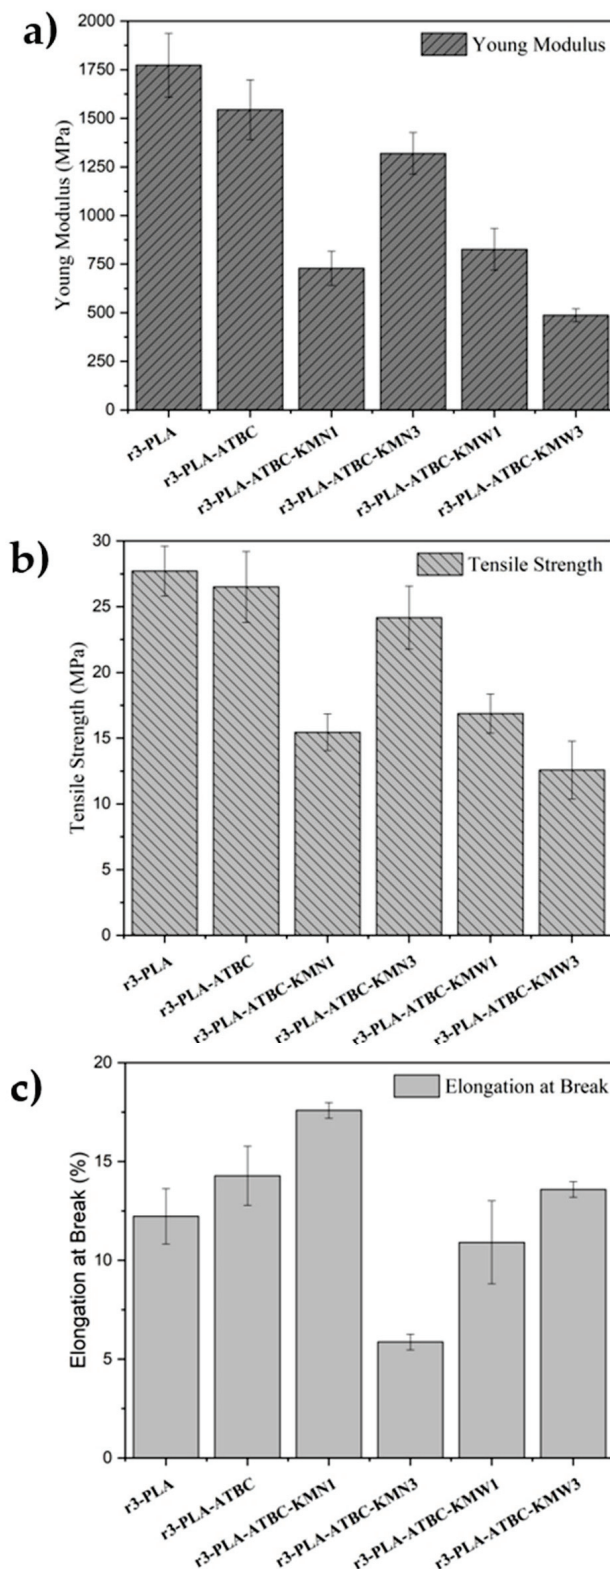 a)
2000
1750
1500
1250
1000
750
500
250
0
Young Modulus (MPa)
Young Modulus
r3-PLA
r3-PLA-ATBC
r3-PLA-ATBC-KMN1
r3-PLA-ATBC-KMN3
r3-PLA-ATBC-KMW1
r3-PLA-ATBC-KMW3
b)
30
25
20
15
10
5
0
Tensile Strength (MPa)
Tensile Strength
r3-PLA
r3-PLA-ATBC
r3-PLA-ATBC-KMN1
r3-PLA-ATBC-KMN3
r3-PLA-ATBC-KMW1
r3-PLA-ATBC-KMW3
c)
20
15
10
5
0
Elongation at Break (%)
Elongation at Break
r3-PLA
r3-PLA-ATBC
r3-PLA-ATBC-KMN1
r3-PLA-ATBC-KMN3
r3-PLA-ATBC-KMW1
r3-PLA-ATBC-KMW3